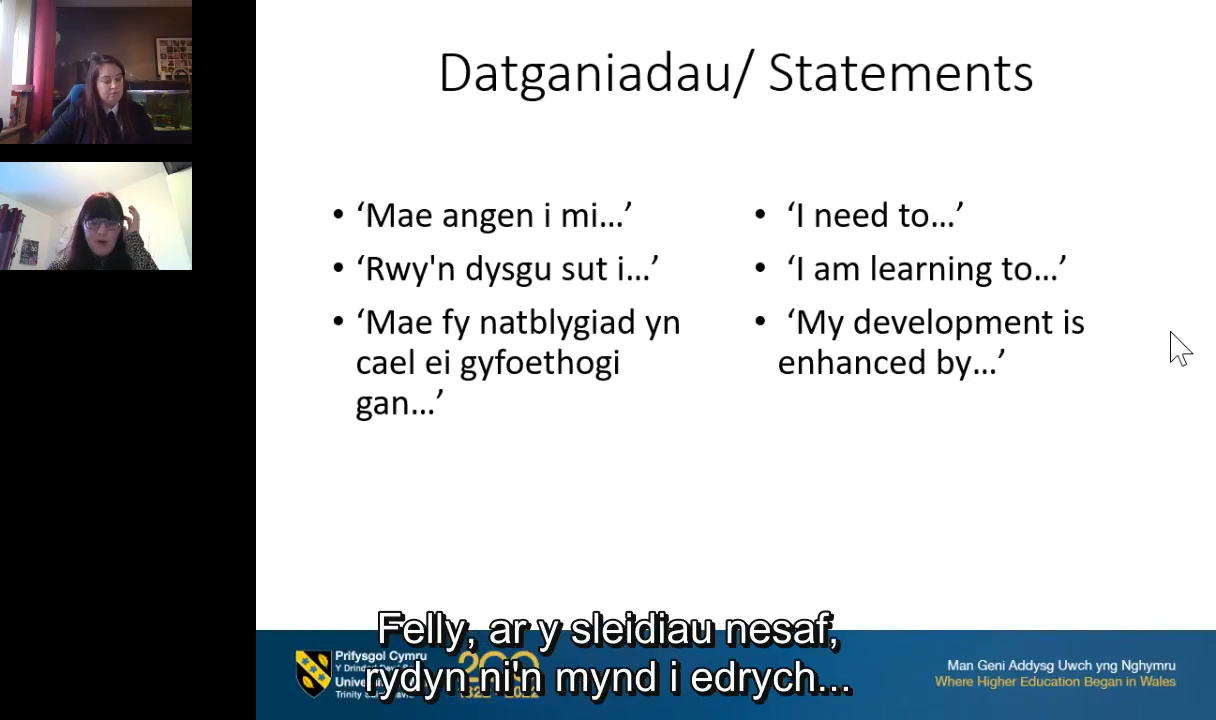 Datganiadau/ Statements
• ‘Mae angen i mi…’
• ‘Rwy'n dysgu sut i…’
• ‘Mae fy natblygiad yn
cael ei gyfoethogi
gan…’
• ‘I need to…’
• ‘I am learning to…’
• ‘My development is
enhanced by…’
Felly, ar y sleidiau nesaf,
rydyn ni'n mynd i edrych...
Prifysgol Cymru
Y Drindod
Trinity
Man Geni Addysg Uwch yng Nghymru
Where Higher Education Began in Wales